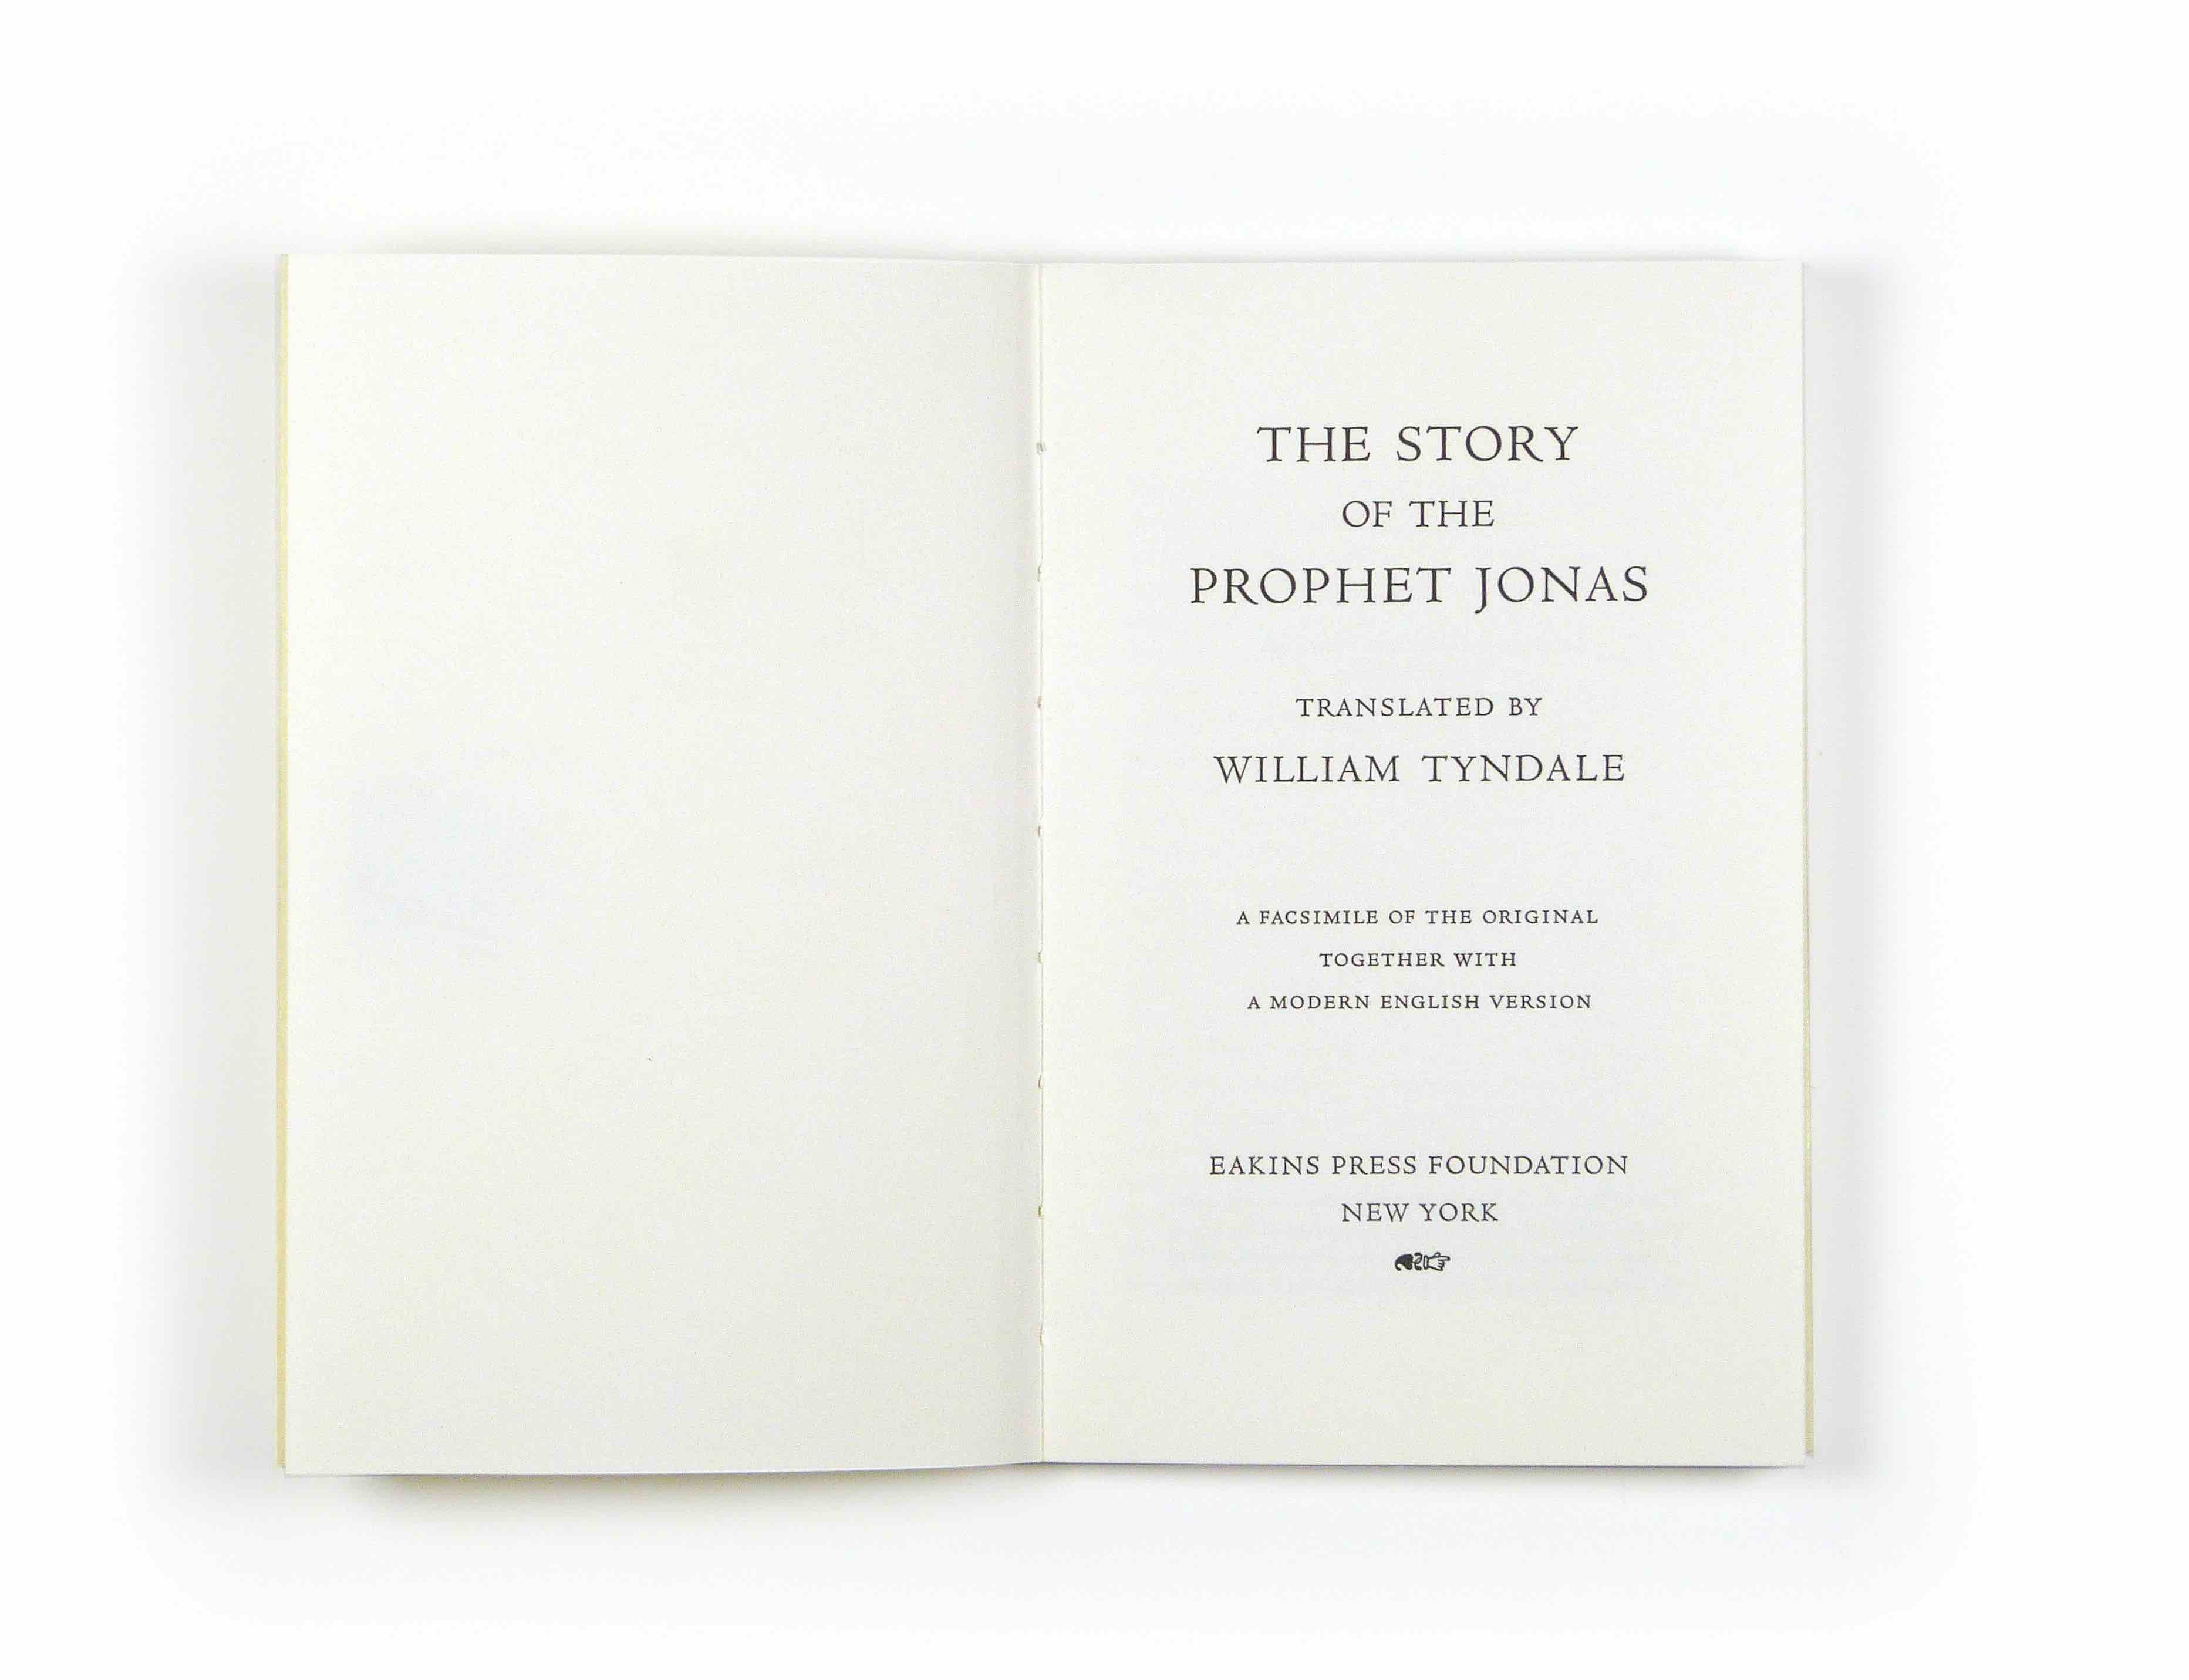 THE STORY
OF THE
PROPHET JONAS
TRANSLATED BY
WILLIAM TYNDALE
A FACSIMILE OF THE ORIGINAL
TOGETHER WITH
A MODERN ENGLISH VERSION
EAKINS PRESS FOUNDATION
NEW YORK